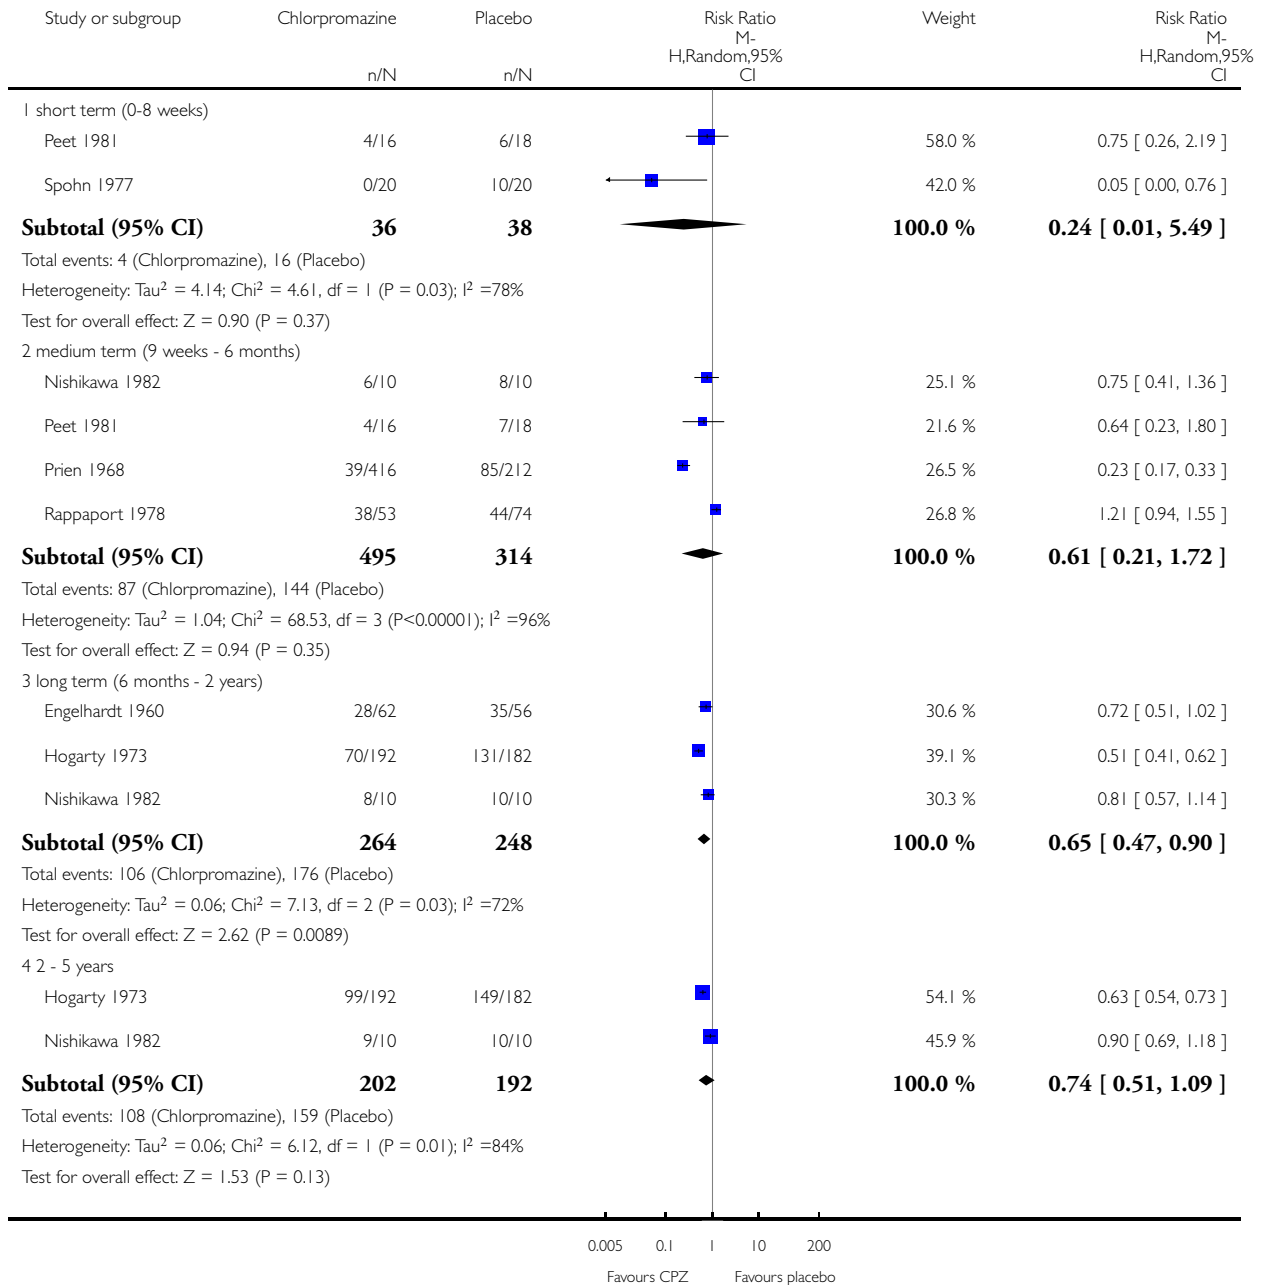 Study or subgroup Chlorpromazine Placebo Risk Ratio Weight Risk Ratio
M- M-
H,Random,95% H,Random,95%
n/N n/N CI CI
1 short term (0-8 weeks)
Peet 1981 4/16 6/18 58.0 % 0.75 [ 0.26, 2.19 ]
Spohn 1977 0/20 10/20 42.0 % 0.05 [ 0.00, 0.76 ]
Subtotal (95% CI) 36 38 100.0 % 0.24 [ 0.01, 5.49 ]
Total events: 4 (Chlorpromazine), 16 (Placebo)
Heterogeneity: Tau² = 4.14; Chi² = 4.61, df = 1 (P = 0.03); I² =78%
Test for overall effect: Z = 0.90 (P = 0.37)
2 medium term (9 weeks - 6 months)
Nishikawa 1982 6/10 8/10 25.1 % 0.75 [ 0.41, 1.36 ]
Peet 1981 4/16 7/18 21.6 % 0.64 [ 0.23, 1.80 ]
Prien 1968 39/416 85/212 26.5 % 0.23 [ 0.17, 0.33 ]
Rappaport 1978 38/53 44/74 26.8 % 1.21 [ 0.94, 1.55 ]
Subtotal (95% CI) 495 314 100.0 % 0.61 [ 0.21, 1.72 ]
Total events: 87 (Chlorpromazine), 144 (Placebo)
Heterogeneity: Tau² = 1.04; Chi² = 68.53, df = 3 (P<0.00001); I² =96%
Test for overall effect: Z = 0.94 (P = 0.35)
3 long term (6 months - 2 years)
Engelhardt 1960 28/62 35/56 30.6 % 0.72 [ 0.51, 1.02 ]
Hogarty 1973 70/192 131/182 39.1 % 0.51 [ 0.41, 0.62 ]
Nishikawa 1982 8/10 10/10 30.3 % 0.81 [ 0.57, 1.14 ]
Subtotal (95% CI) 264 248 100.0 % 0.65 [ 0.47, 0.90 ]
Total events: 106 (Chlorpromazine), 176 (Placebo)
Heterogeneity: Tau² = 0.06; Chi² = 7.13, df = 2 (P = 0.03); I² =72%
Test for overall effect: Z = 2.62 (P = 0.0089)
4 2 - 5 years
Hogarty 1973 99/192 149/182 54.1 % 0.63 [ 0.54, 0.73 ]
Nishikawa 1982 9/10 10/10 45.9 % 0.90 [ 0.69, 1.18 ]
Subtotal (95% CI) 202 192 100.0 % 0.74 [ 0.51, 1.09 ]
Total events: 108 (Chlorpromazine), 159 (Placebo)
Heterogeneity: Tau² = 0.06; Chi² = 6.12, df = 1 (P = 0.01); I² =84%
Test for overall effect: Z = 1.53 (P = 0.13)
0.005 0.1 1 10 200
Favours CPZ Favours placebo